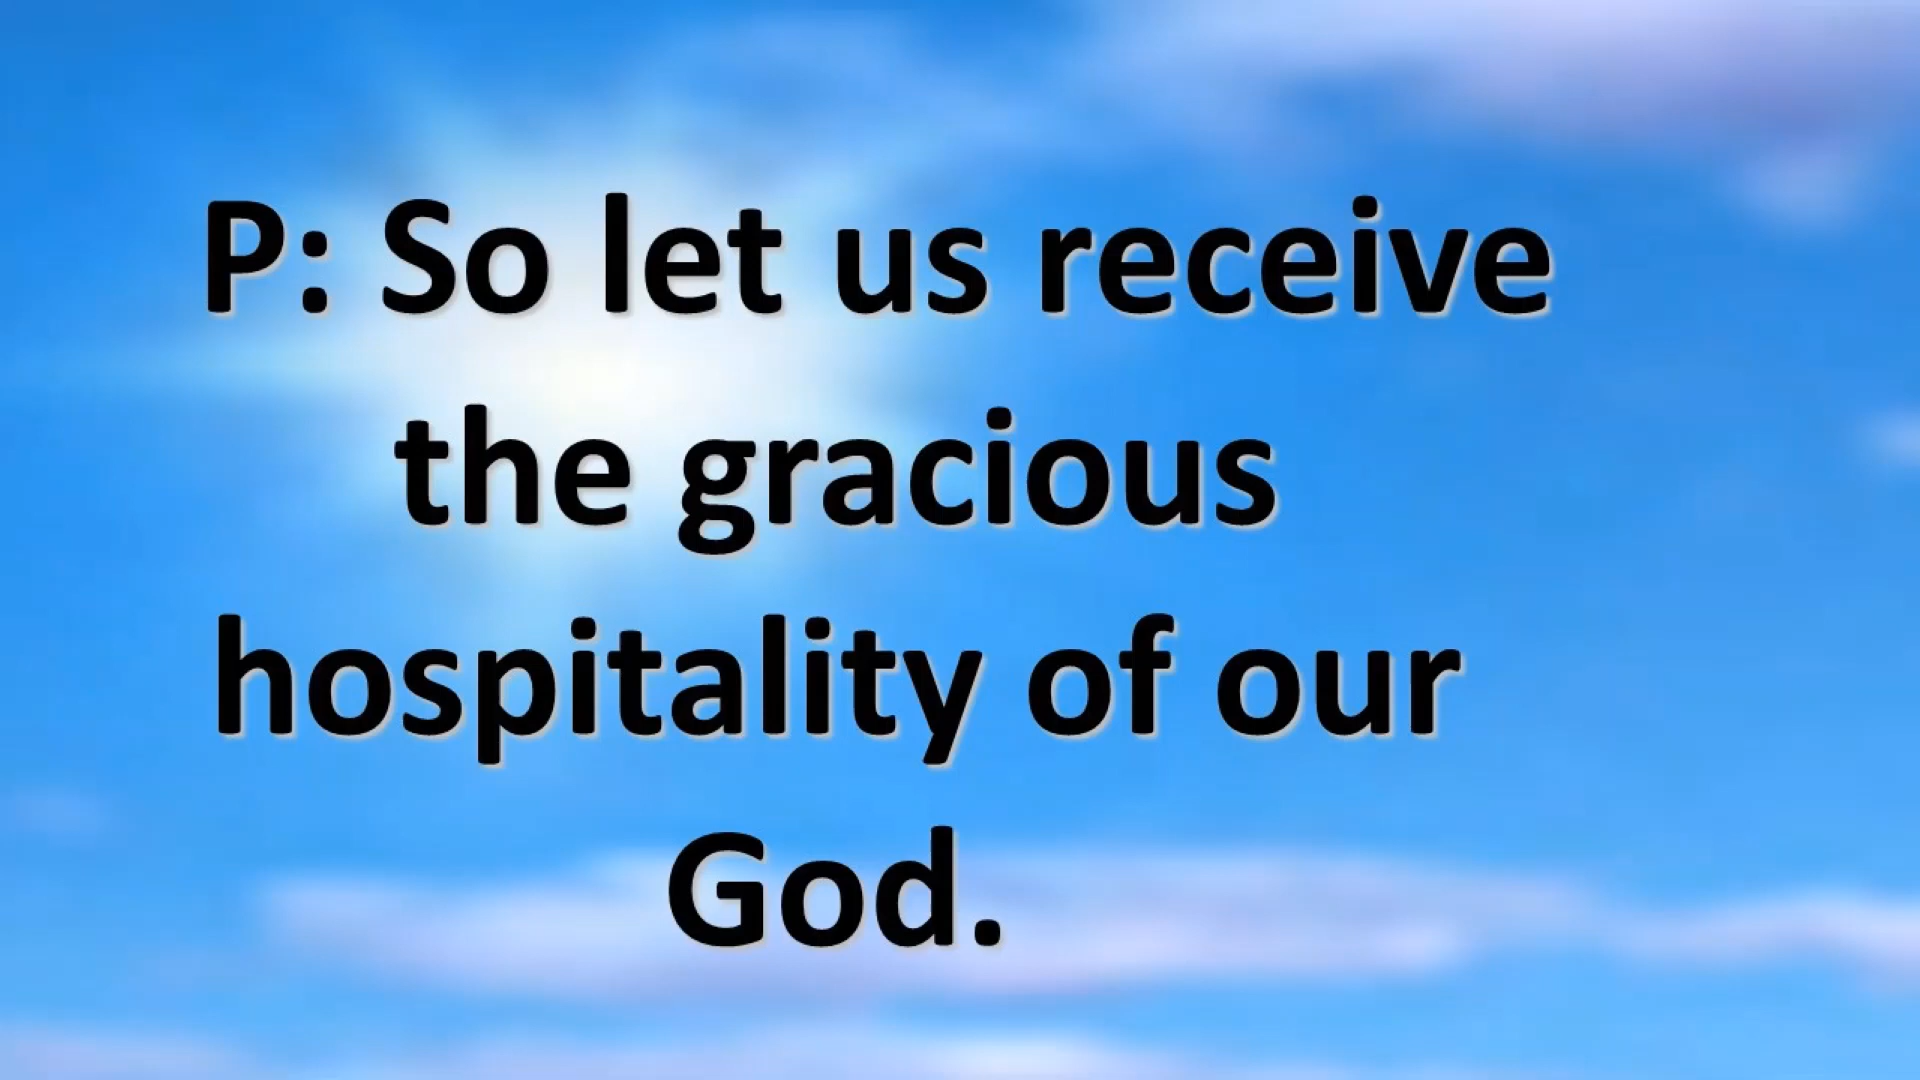 P: So let us receive
the gracious
hospitality of our
God.